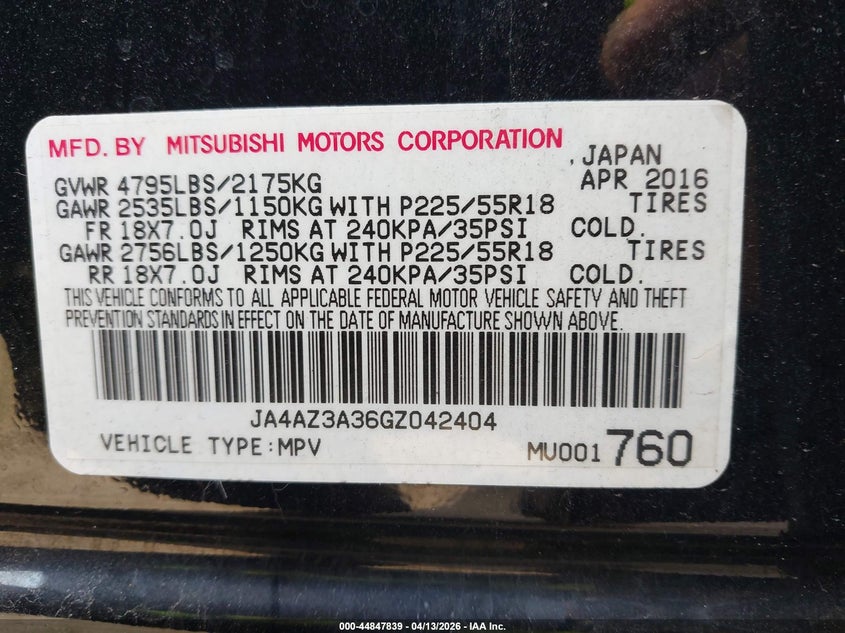 MFD. BY MITSUBISHI MOTORS CORPORATION
, JAPAN
GVWR 4795LBS/2175KG APR 2016
GAWR 2535LBS/1150KG WITH P225/55R18 TIRES
FR 18X7.0J RIMS AT 240KPA/35PSI COLD.
GAWR 2756LBS/1250KG WITH P225/55R18 TIRES
RR 18X7.0J RIMS AT 240KPA/35PSI COLD.
THIS VEHICLE CONFORMS TO ALL APPLICABLE FEDERAL MOTOR VEHICLE SAFETY AND THEFT
PREVENTION STANDARDS IN EFFECT ON THE DATE OF MANUFACTURE SHOWN ABOVE.
JA4AZ3A36GZ042404
VEHICLE TYPE:MPV MU001 760
000-44847839 - 04/13/2026 - IAA Inc.